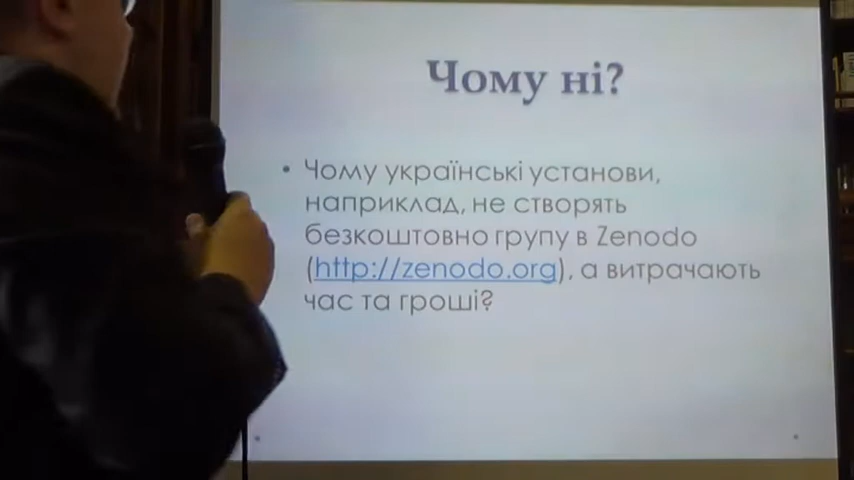 Чому ні?
• Чому українські установи,
наприклад, не створять
безкоштовно групу в Zenodo
(http://zenodo.org), а витрачають
час та гроші?